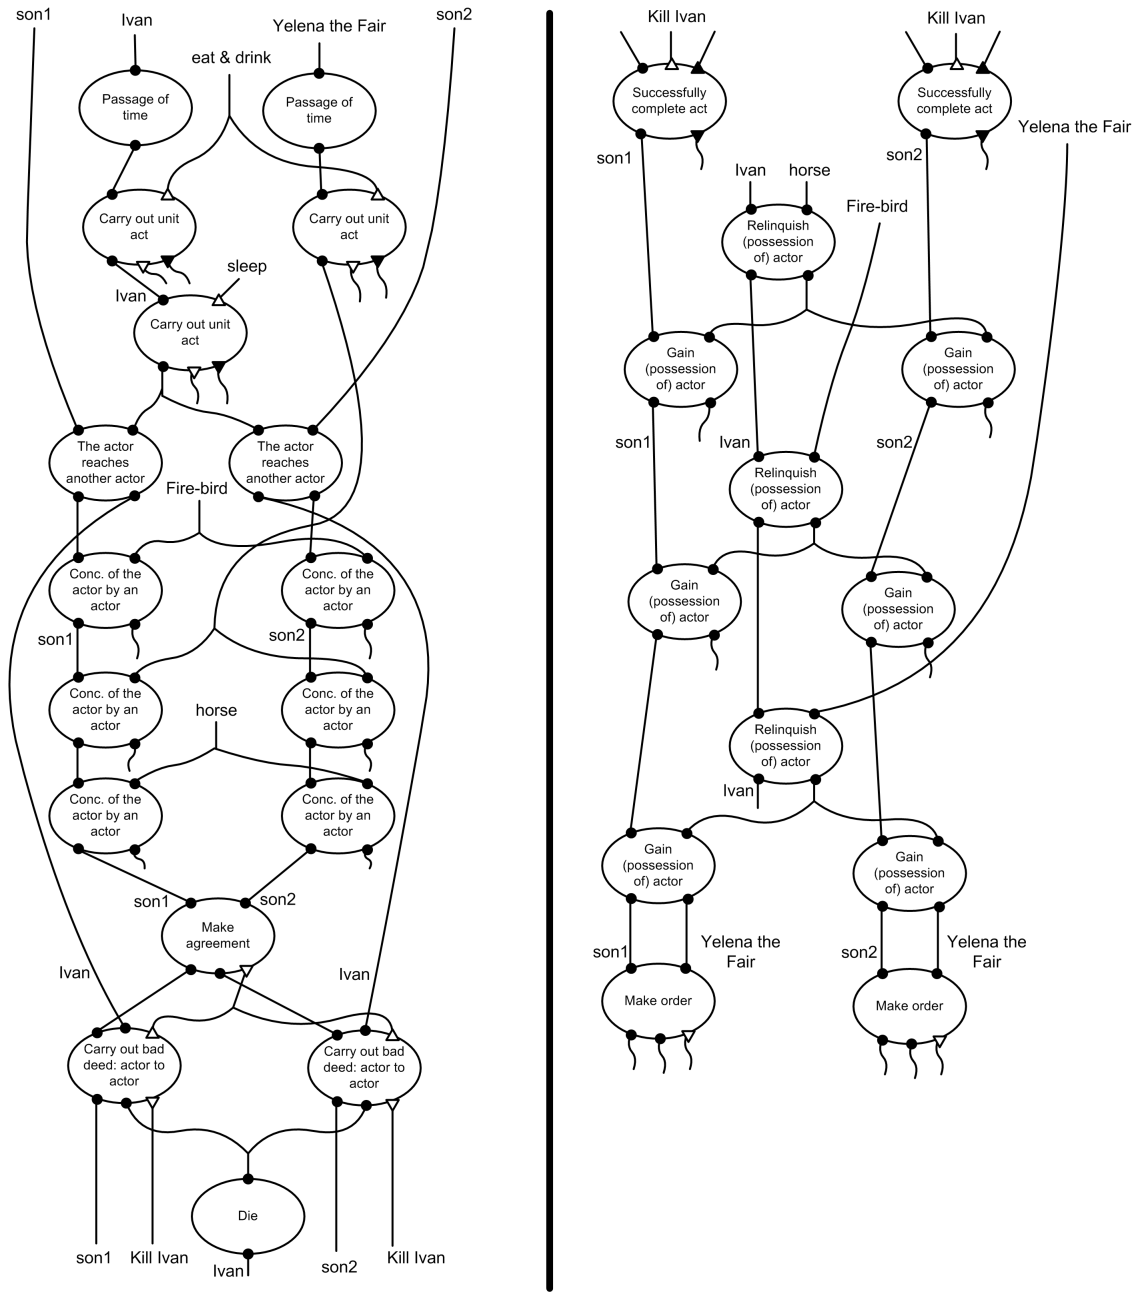 son1
Ivan
Yelena the Fair
son2
eat & drink
Passage of
time
Passage of
time
Carry out unit
act
Carry out unit
act
sleep
Ivan
Carry out unit
act
The actor
reaches
another actor
The actor
reaches
another actor
Fire-bird
Conc. of the
actor by an
actor
Conc. of the
actor by an
actor
son1
son2
Conc. of the
actor by an
actor
Conc. of the
actor by an
actor
horse
Conc. of the
actor by an
actor
Conc. of the
actor by an
actor
son1
son2
Make
agreement
Ivan
Ivan
Carry out bad
deed: actor to
actor
Carry out bad
deed: actor to
actor
Die
son1
Kill Ivan
Ivan
son2
Kill Ivan
Kill Ivan
Kill Ivan
Successfully
complete act
Successfully
complete act
Yelena the Fair
son1
son2
Ivan
horse
Fire-bird
Relinquish
(possession
of) actor
Gain
(possession
of) actor
Gain
(possession
of) actor
son1
Ivan
son2
Relinquish
(possession
of) actor
Gain
(possession
of) actor
Gain
(possession
of) actor
Relinquish
(possession
of) actor
Ivan
Gain
(possession
of) actor
Gain
(possession
of) actor
son1
Yelena the
Fair
son2
Yelena the
Fair
Make order
Make order